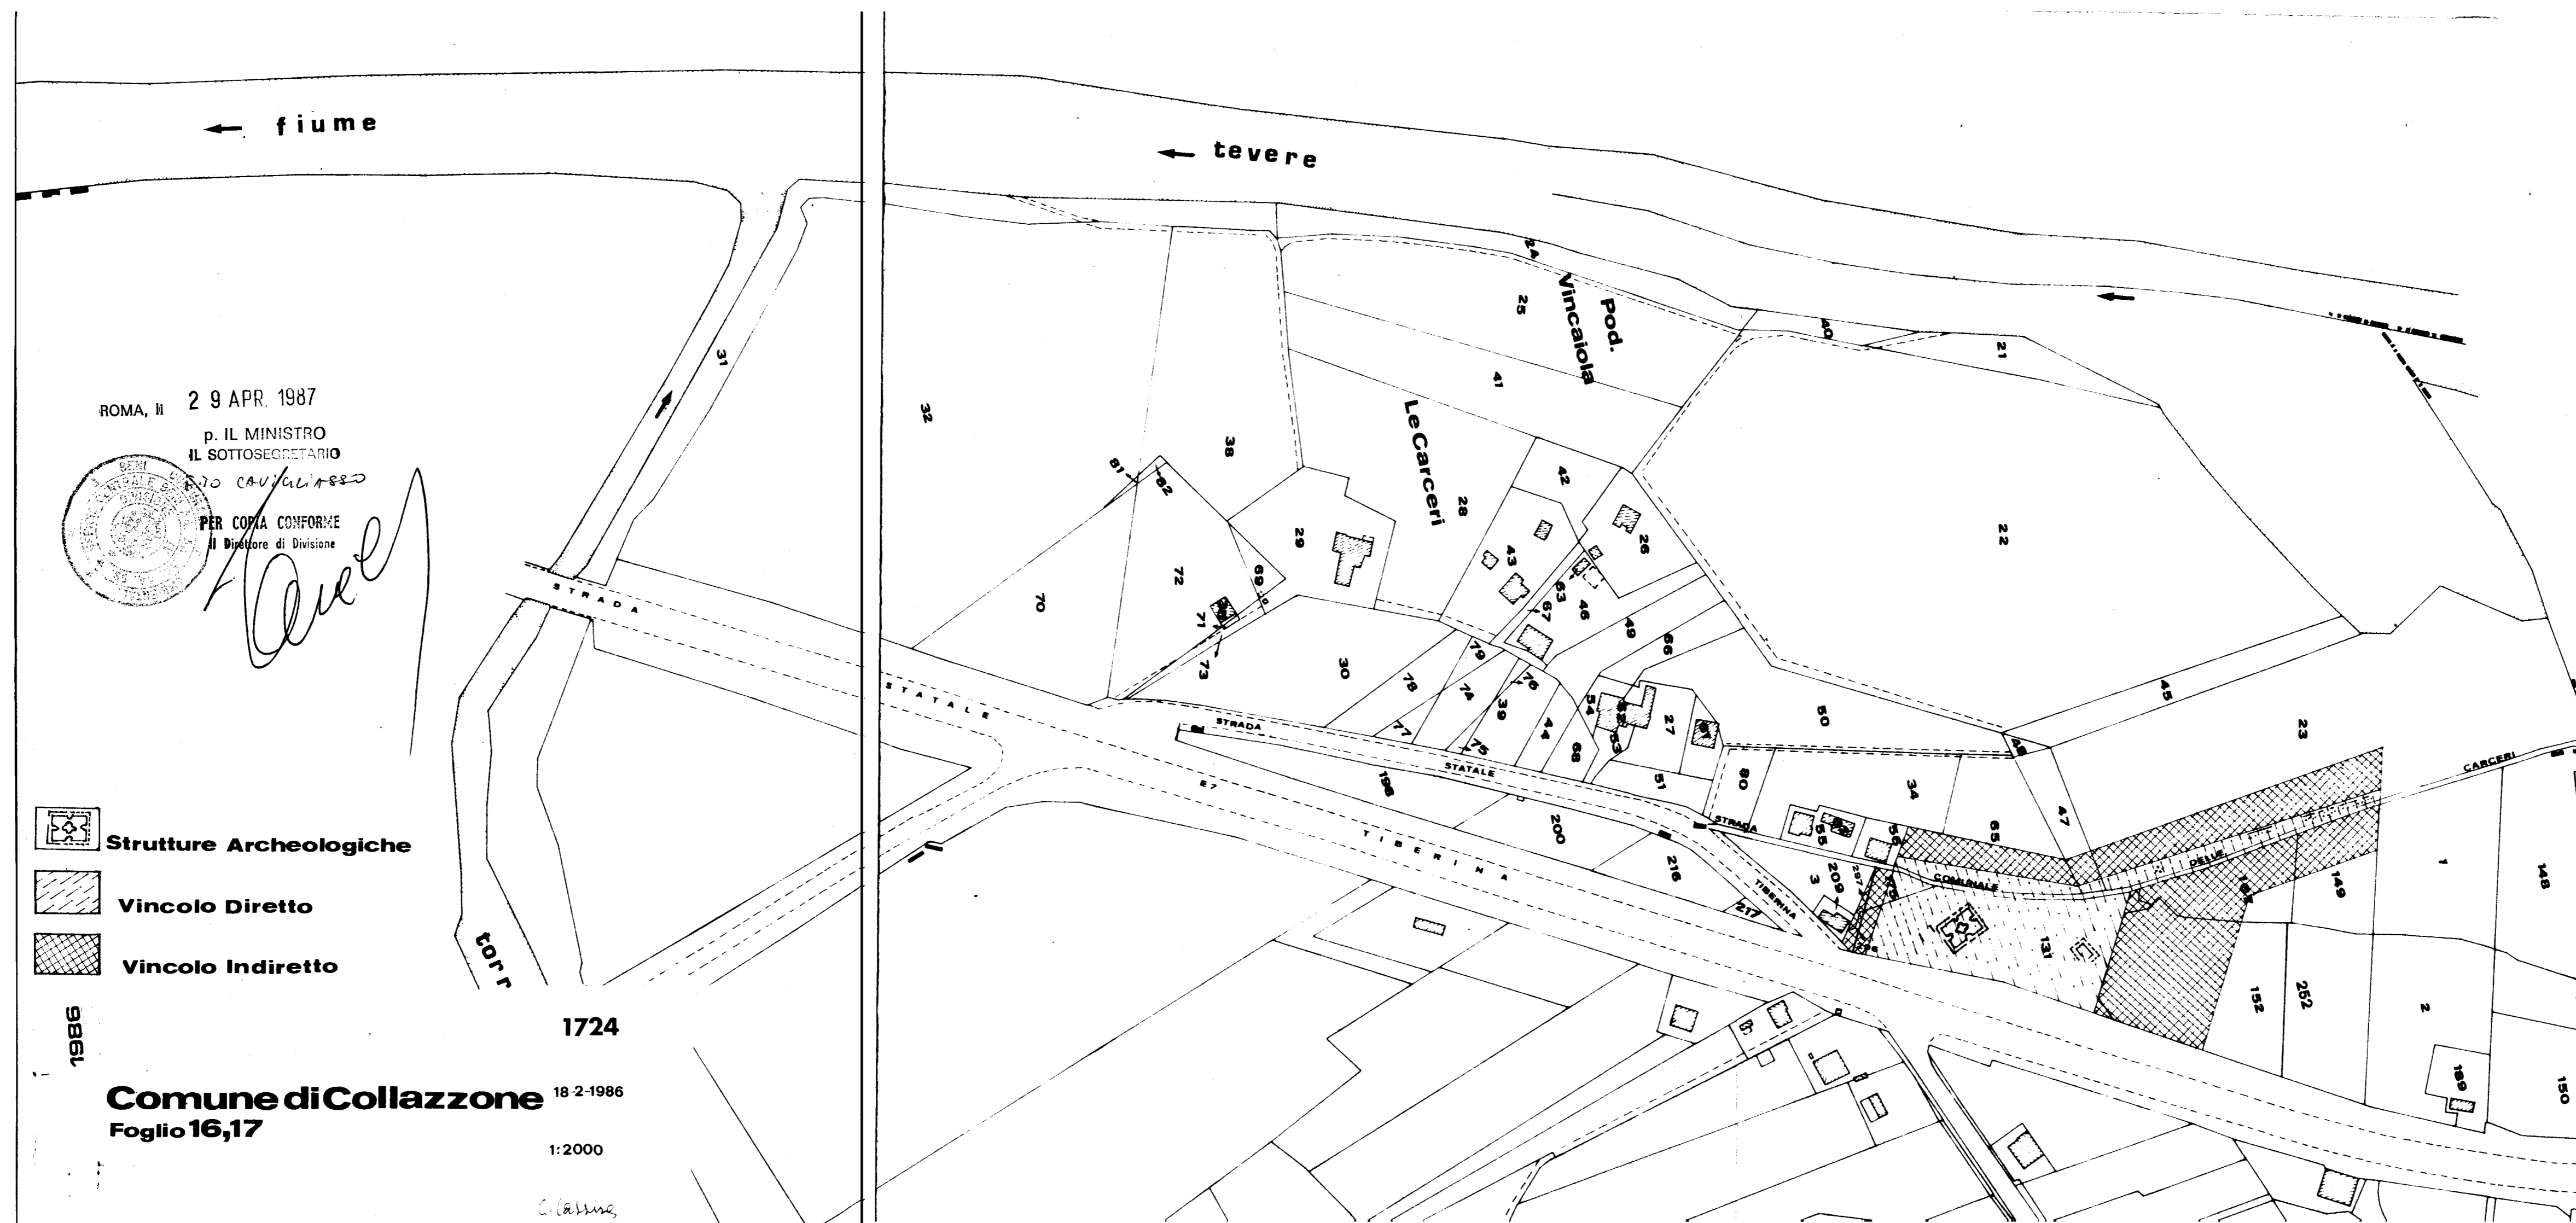 fiume
tevere
ROMA, li 29 APR. 1987
p. IL MINISTRO
IL SOTTOSEGRETARIO
CAVIGLIASSO
PER COPIA CONFORME
Il Direttore di Divisione
Strutture Archeologiche
Vincolo Diretto
Vincolo Indiretto
1986
1724
Comune di Collazzone 18-2-1986
Foglio 16,17
1:2000
torr
STRADA
STATALE
E7
TIBERINA
STRADA
STATALE
TIBERINA
STRADA
COMUNALE
DELLE
CARCERI
Pod.
Vincaiola
Le Carceri
31
32
38
24
25
40
21
41
42
28
29
43
26
22
81
82
72
69
70
71
73
30
63
67
46
49
66
79
78
74
76
39
77
75
44
68
54
53
27
51
50
80
34
45
48
23
47
65
55
56
198
200
216
217
3
209
297
131
149
152
252
1
2
148
189
150